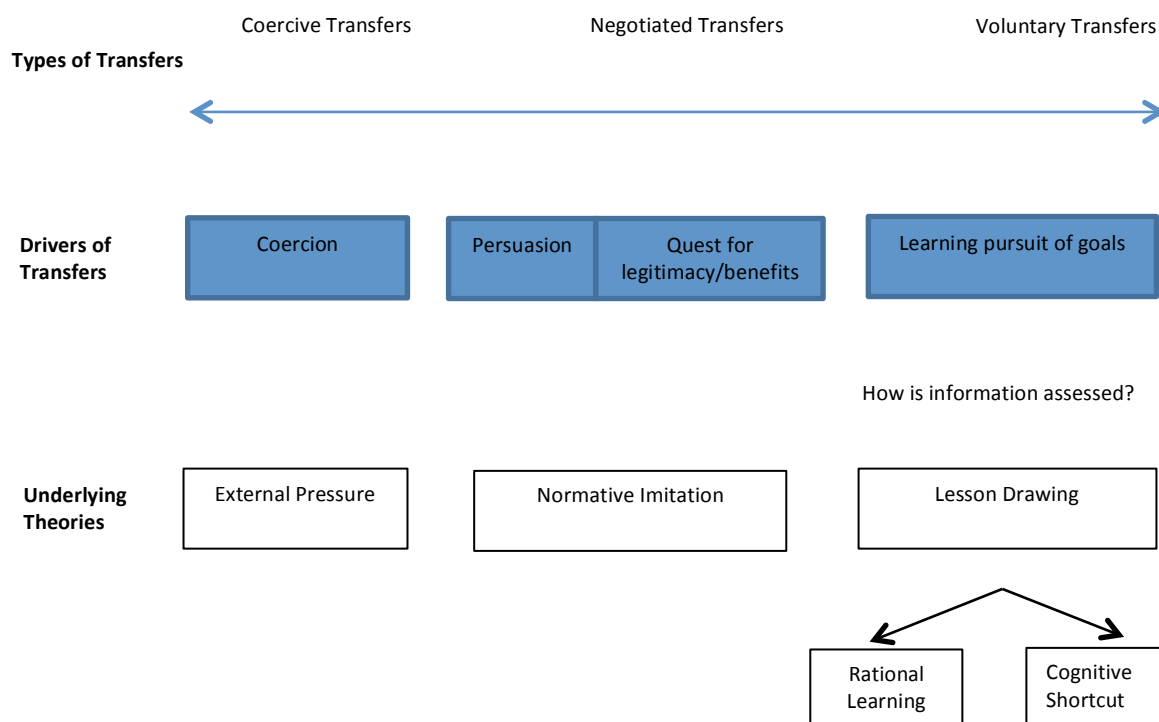 Coercive Transfers
Negotiated Transfers
Voluntary Transfers
Types of Transfers
Drivers of
Transfers
Coercion
Persuasion
Quest for
legitimacy/benefits
Learning pursuit of goals
How is information assessed?
Underlying
Theories
External Pressure
Normative Imitation
Lesson Drawing
Rational
Learning
Cognitive
Shortcut